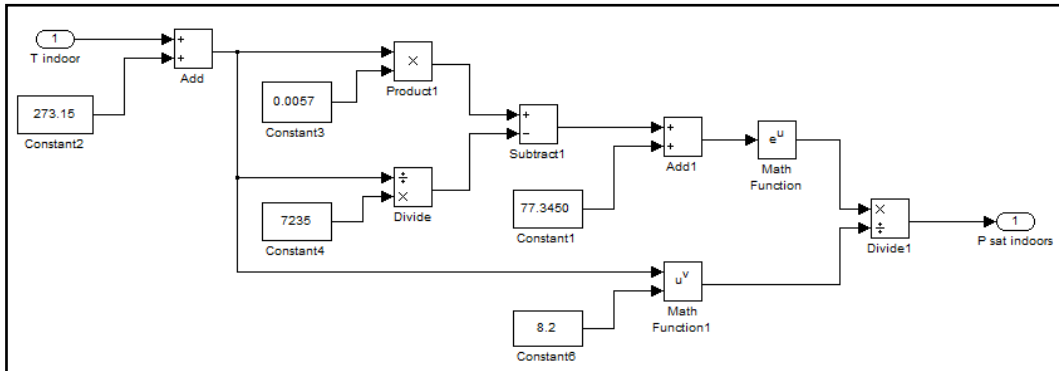 1
T indoor
+
+
Add
273.15
Constant2
0.0057
Constant3
×
Product1
÷
×
Divide
7235
Constant4
+
−
Subtract1
77.3450
Constant1
+
+
Add1
e^u
Math
Function
u^v
Math
Function1
8.2
Constant6
×
÷
Divide1
1
P sat indoors